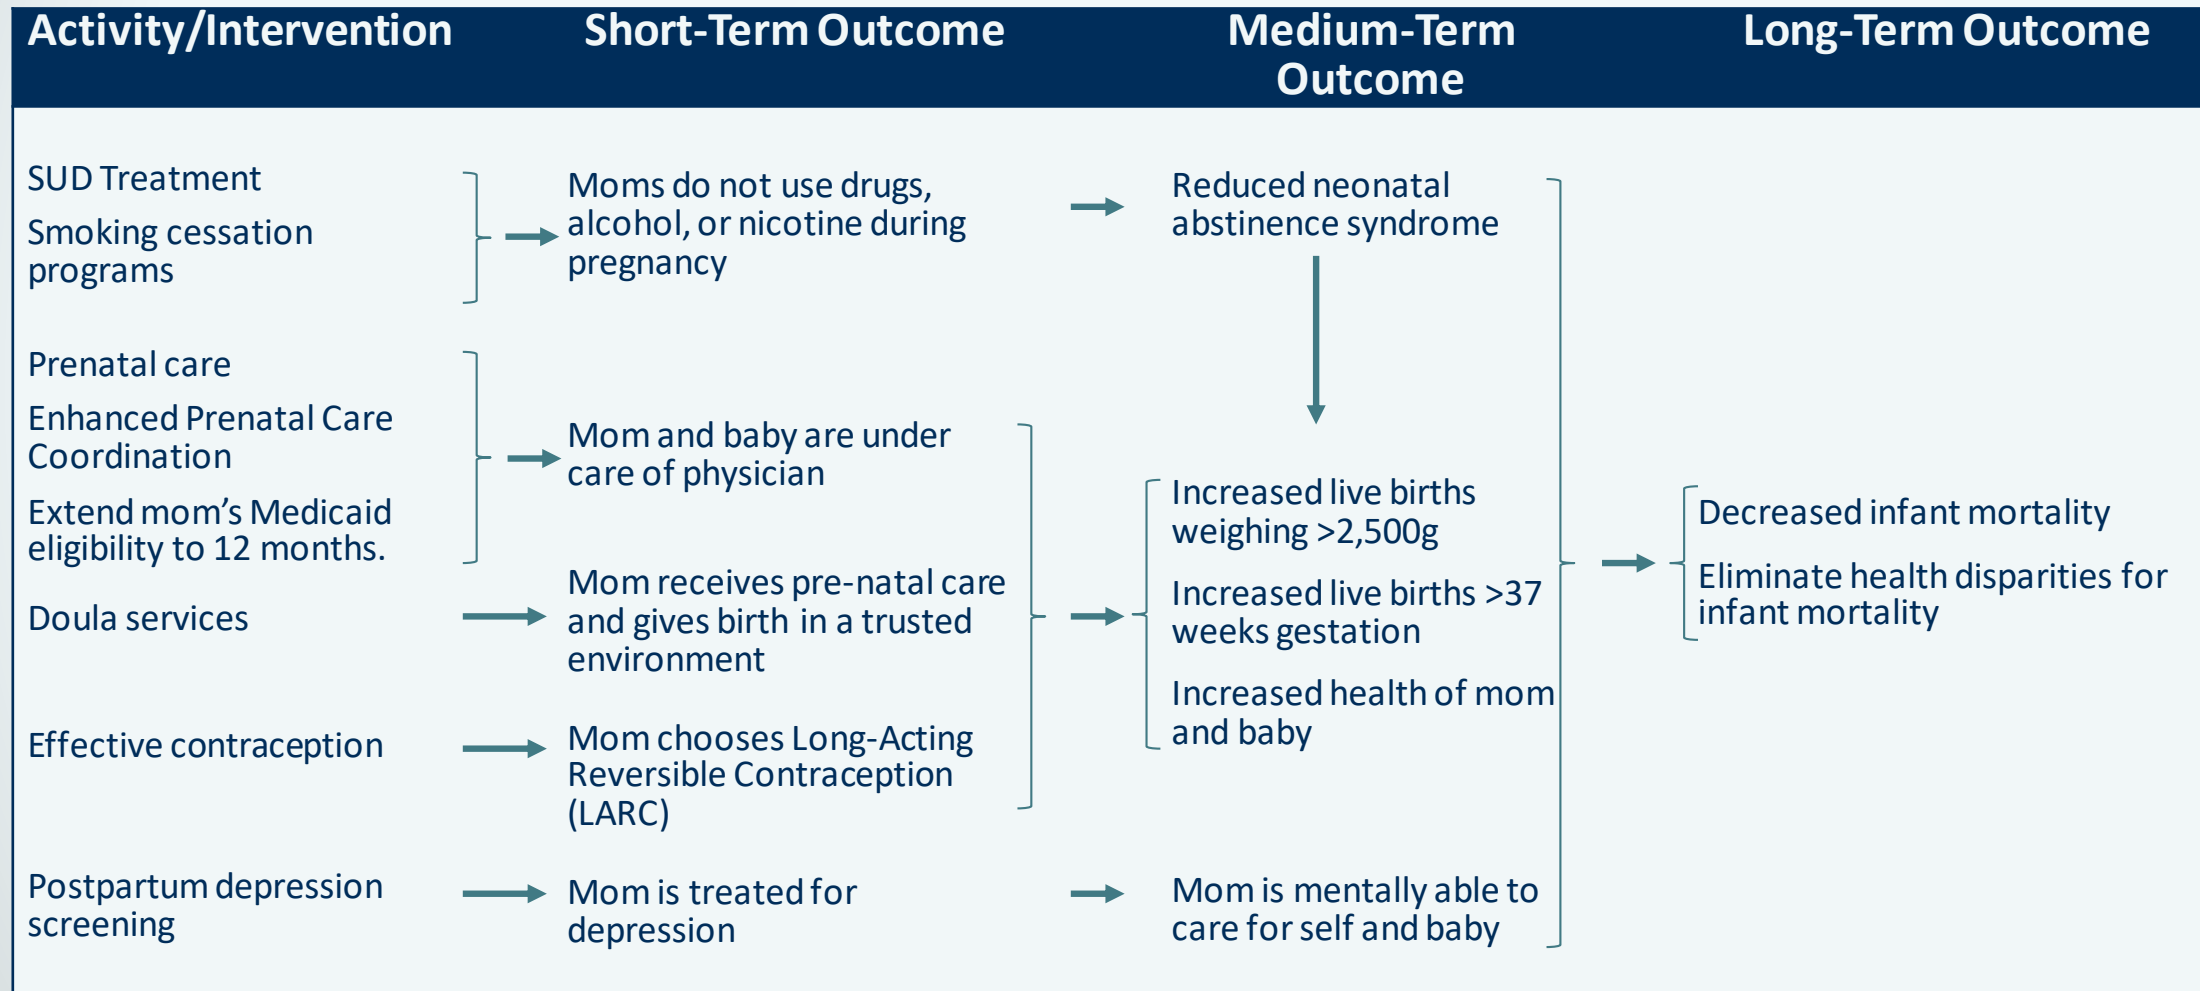 Activity/Intervention
Short-Term Outcome
Medium-Term
Outcome
Long-Term Outcome
SUD Treatment
Smoking cessation
programs
Moms do not use drugs,
alcohol, or nicotine during
pregnancy
Reduced neonatal
abstinence syndrome
Prenatal care
Enhanced Prenatal Care
Coordination
Extend mom’s Medicaid
eligibility to 12 months.
Mom and baby are under
care of physician
Doula services
Mom receives pre-natal care
and gives birth in a trusted
environment
Effective contraception
Mom chooses Long-Acting
Reversible Contraception
(LARC)
Increased live births
weighing >2,500g
Increased live births >37
weeks gestation
Increased health of mom
and baby
Decreased infant mortality
Eliminate health disparities for
infant mortality
Postpartum depression
screening
Mom is treated for
depression
Mom is mentally able to
care for self and baby